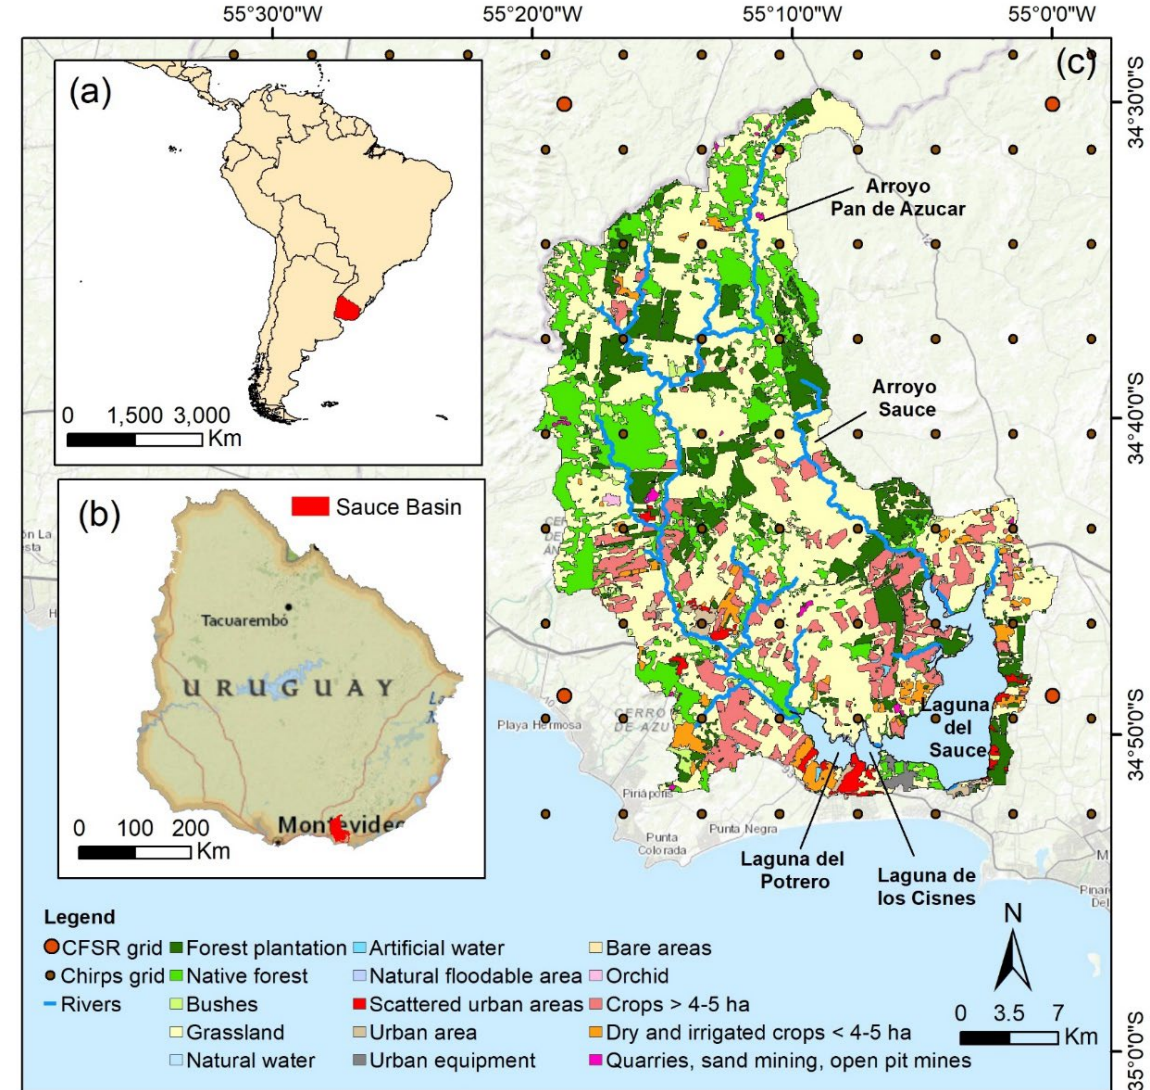 55°30'0"W
55°20'0"W
55°10'0"W
55°0'0"W
(a)
0 1,500 3,000
Km
(b)
Sauce Basin
Tacuarembó
URUGUAY
Montevideo
0 100 200
Km
(c)
34°30'0"S
34°40'0"S
34°50'0"S
35°0'0"S
Arroyo
Pan de Azucar
Arroyo
Sauce
Laguna
del
Sauce
Playa Hermosa
CERRO
DE AZU
Piriápolis
Punta
Colorada
Punta Negra
Laguna del
Potrero
Laguna de
los Cisnes
Legend
CFSR grid
Chirps grid
Rivers
Forest plantation
Native forest
Bushes
Grassland
Natural water
Artificial water
Natural floodable area
Scattered urban areas
Urban area
Urban equipment
Bare areas
Orchid
Crops > 4-5 ha
Dry and irrigated crops < 4-5 ha
Quarries, sand mining, open pit mines
N
0 3.5 7
Km